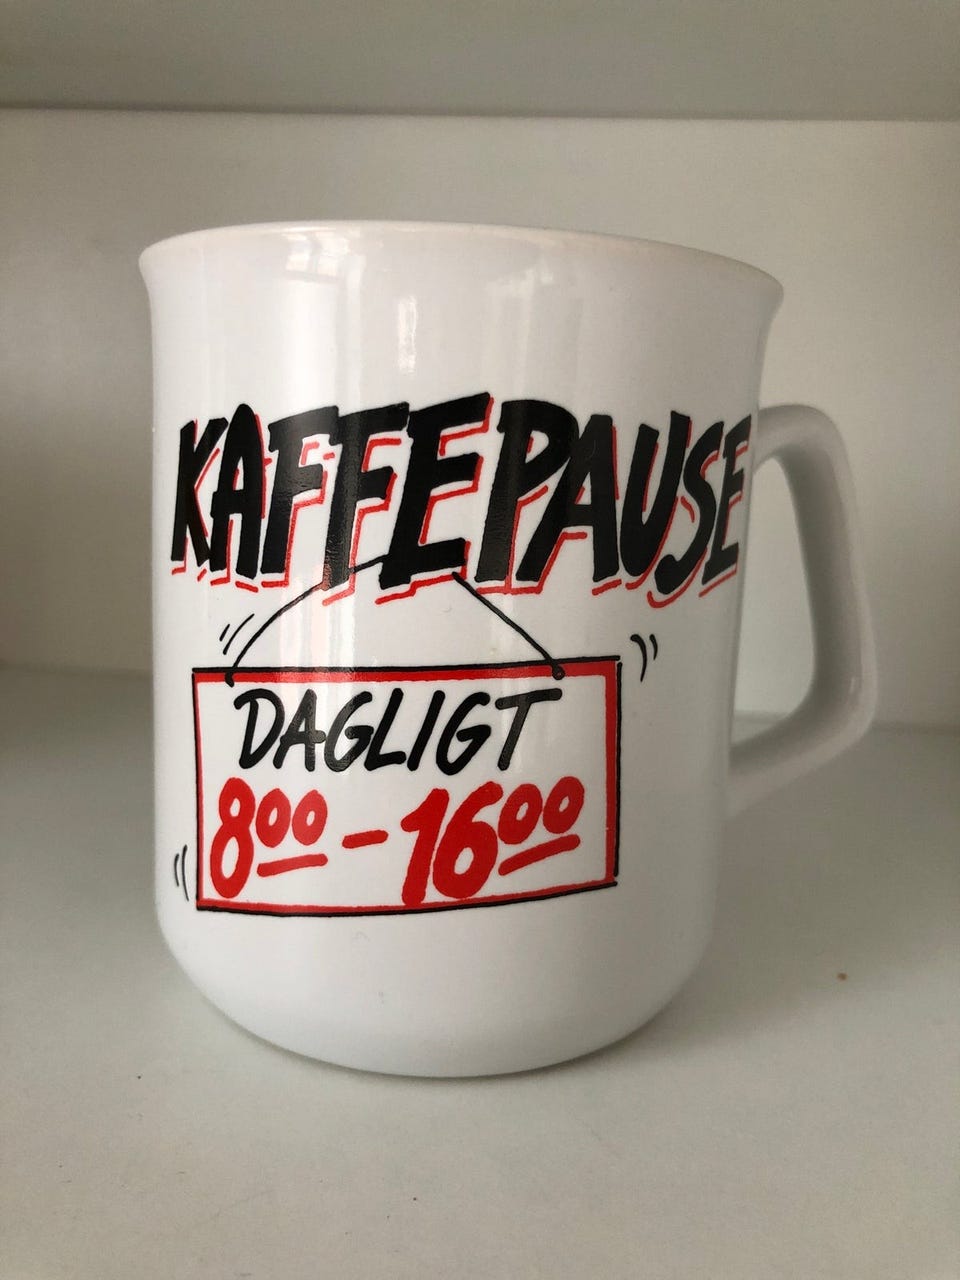 KAFFEPAUSE
DAGLIGT
800 - 1600